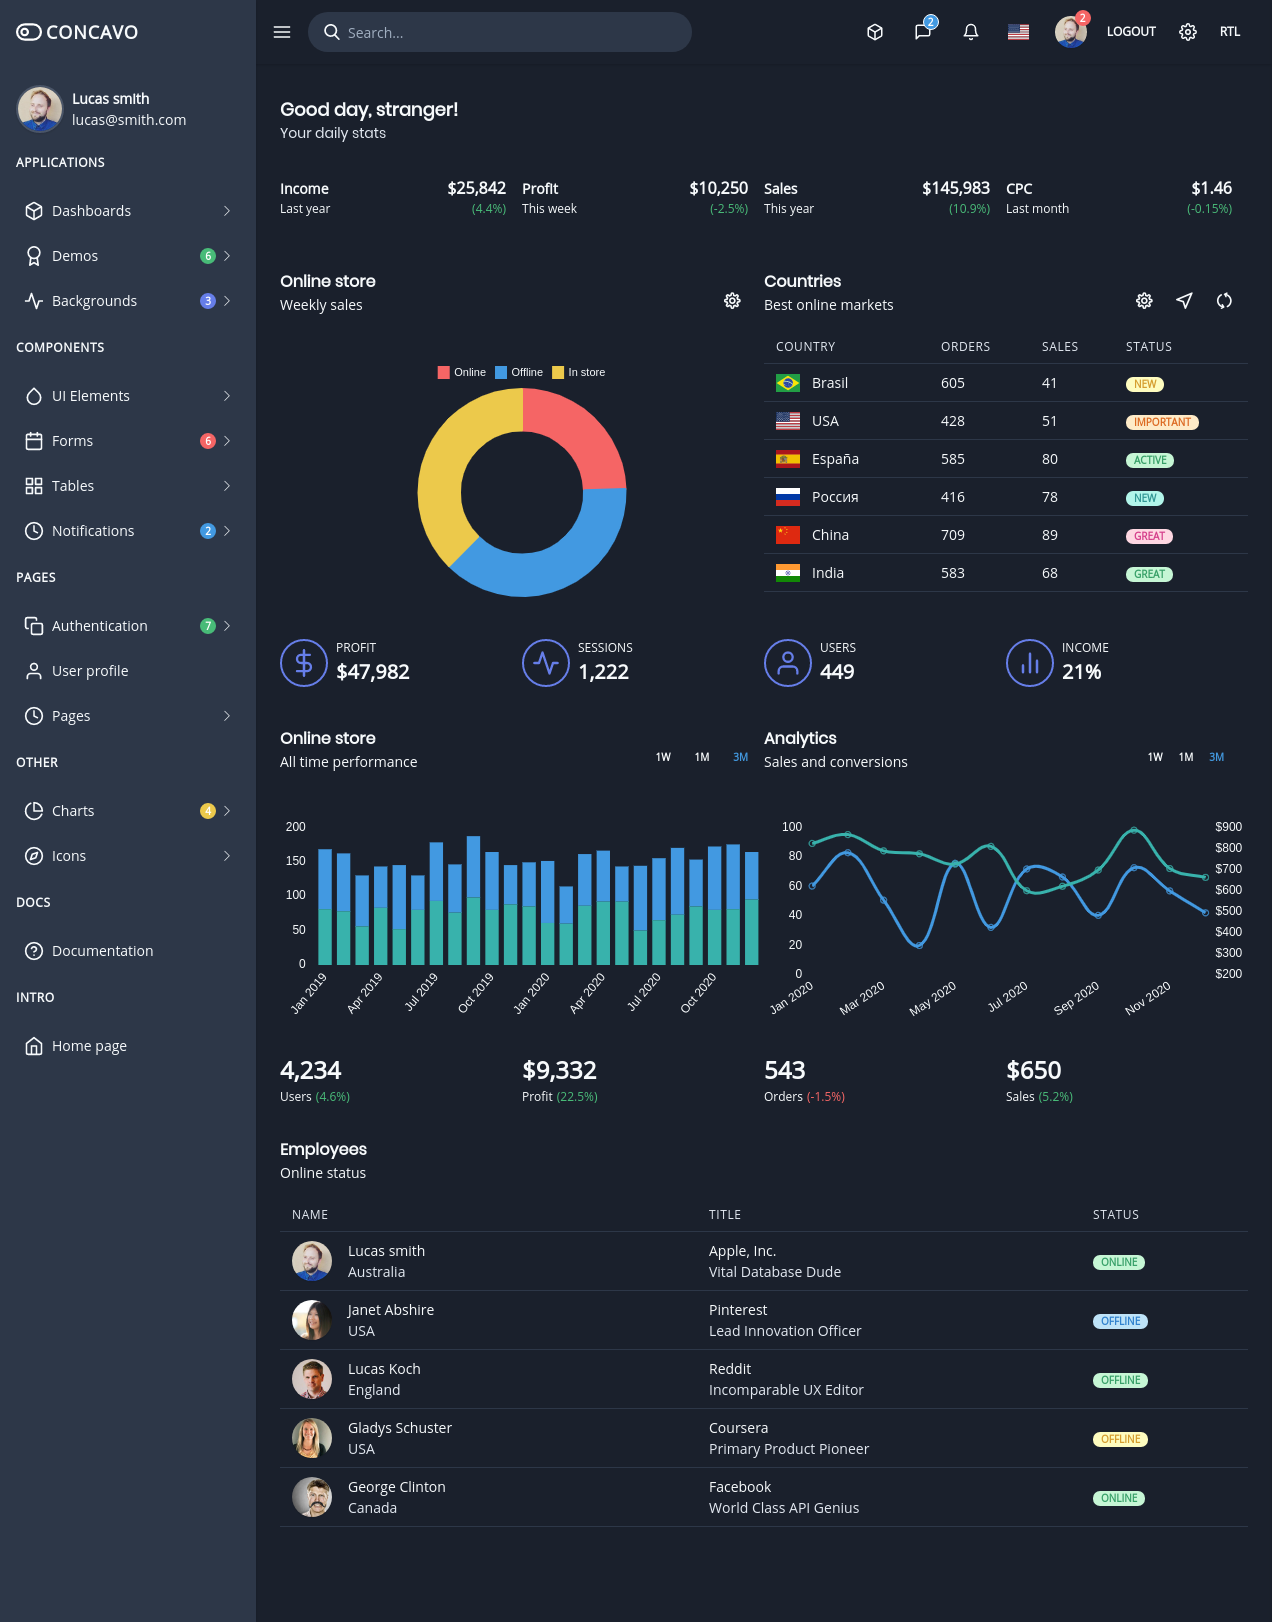 CONCAVO
Search...
2
2
LOGOUT
RTL
Lucas smith
lucas@smith.com
APPLICATIONS
Dashboards
Demos 6
Backgrounds 3
COMPONENTS
UI Elements
Forms 6
Tables
Notifications 2
PAGES
Authentication 7
User profile
Pages
OTHER
Charts 4
Icons
DOCS
Documentation
INTRO
Home page
Good day, stranger!
Your daily stats
Income $25,842
Last year (4.4%)
Profit $10,250
This week (-2.5%)
Sales $145,983
This year (10.9%)
CPC $1.46
Last month (-0.15%)
Online store
Weekly sales
Online Offline In store
Countries
Best online markets
COUNTRY ORDERS SALES STATUS
Brasil 605 41 NEW
USA 428 51 IMPORTANT
España 585 80 ACTIVE
Россия 416 78 NEW
China 709 89 GREAT
India 583 68 GREAT
PROFIT
$47,982
SESSIONS
1,222
USERS
449
INCOME
21%
Online store
All time performance
1W 1M 3M
200
150
100
50
0
Jan 2019 Apr 2019 Jul 2019 Oct 2019 Jan 2020 Apr 2020 Jul 2020 Oct 2020
Analytics
Sales and conversions
1W 1M 3M
100
80
60
40
20
0
$900
$800
$700
$600
$500
$400
$300
$200
Jan 2020 Mar 2020 May 2020 Jul 2020 Sep 2020 Nov 2020
4,234
Users (4.6%)
$9,332
Profit (22.5%)
543
Orders (-1.5%)
$650
Sales (5.2%)
Employees
Online status
NAME TITLE STATUS
Lucas smith Apple, Inc.
Australia Vital Database Dude
ONLINE
Janet Abshire Pinterest
USA Lead Innovation Officer
OFFLINE
Lucas Koch Reddit
England Incomparable UX Editor
OFFLINE
Gladys Schuster Coursera
USA Primary Product Pioneer
OFFLINE
George Clinton Facebook
Canada World Class API Genius
ONLINE